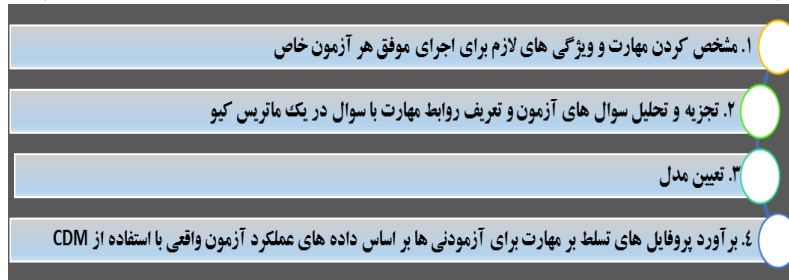 ۱. مشخص کردن مهارت و ویژگی های لازم برای اجرای موفق هر آزمون خاص
۲. تجزیه و تحلیل سوال های آزمون و تعریف روابط مهارت با سوال در یک ماتریس کیو
۳. تعیین مدل
٤. برآورد پروفایل های تسلط بر مهارت برای آزمودنی ها بر اساس داده های عملکرد آزمون واقعی با استفاده از CDM